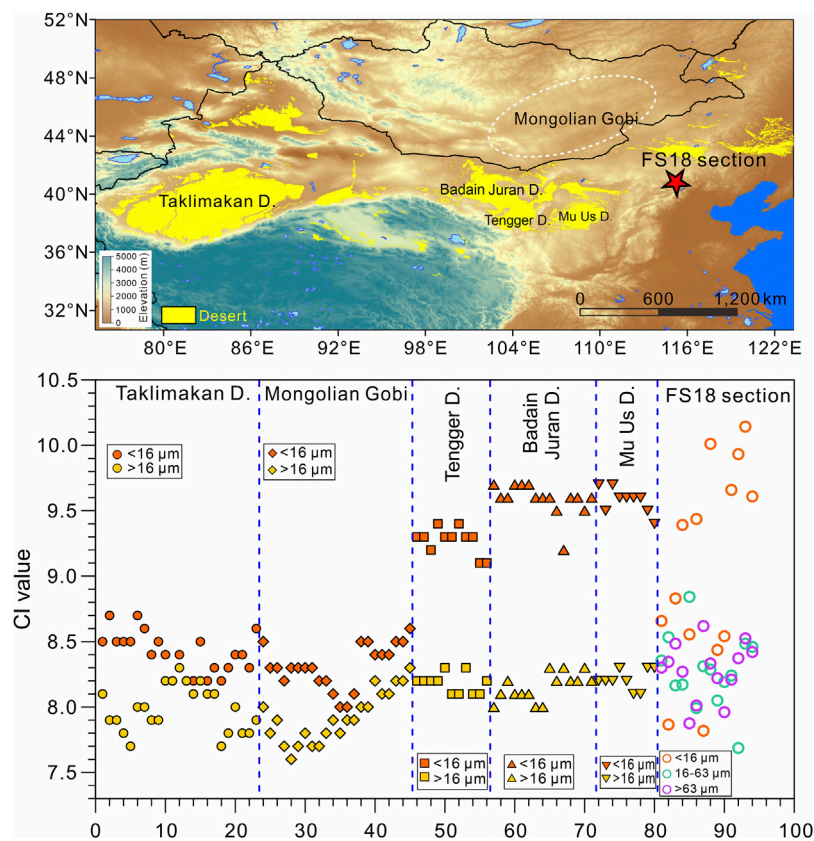 52°N
48°N
44°N
40°N
36°N
32°N
Mongolian Gobi
FS18 section
Taklimakan D.
Badain Juran D.
Tengger D.
Mu Us D.
5000
4000
3000
2000
1000
0
Elevation (m)
Desert
0 600 1,200 km
80°E 86°E 92°E 98°E 104°E 110°E 116°E 122°E
10.5
10.0
9.5
9.0
8.5
8.0
7.5
CI value
Taklimakan D.
<16 μm
>16 μm
Mongolian Gobi
<16 μm
>16 μm
Tengger D.
<16 μm
>16 μm
Badain
Juran D.
<16 μm
>16 μm
Mu Us D.
<16 μm
>16 μm
FS18 section
<16 μm
16-63 μm
>63 μm
0 10 20 30 40 50 60 70 80 90 100